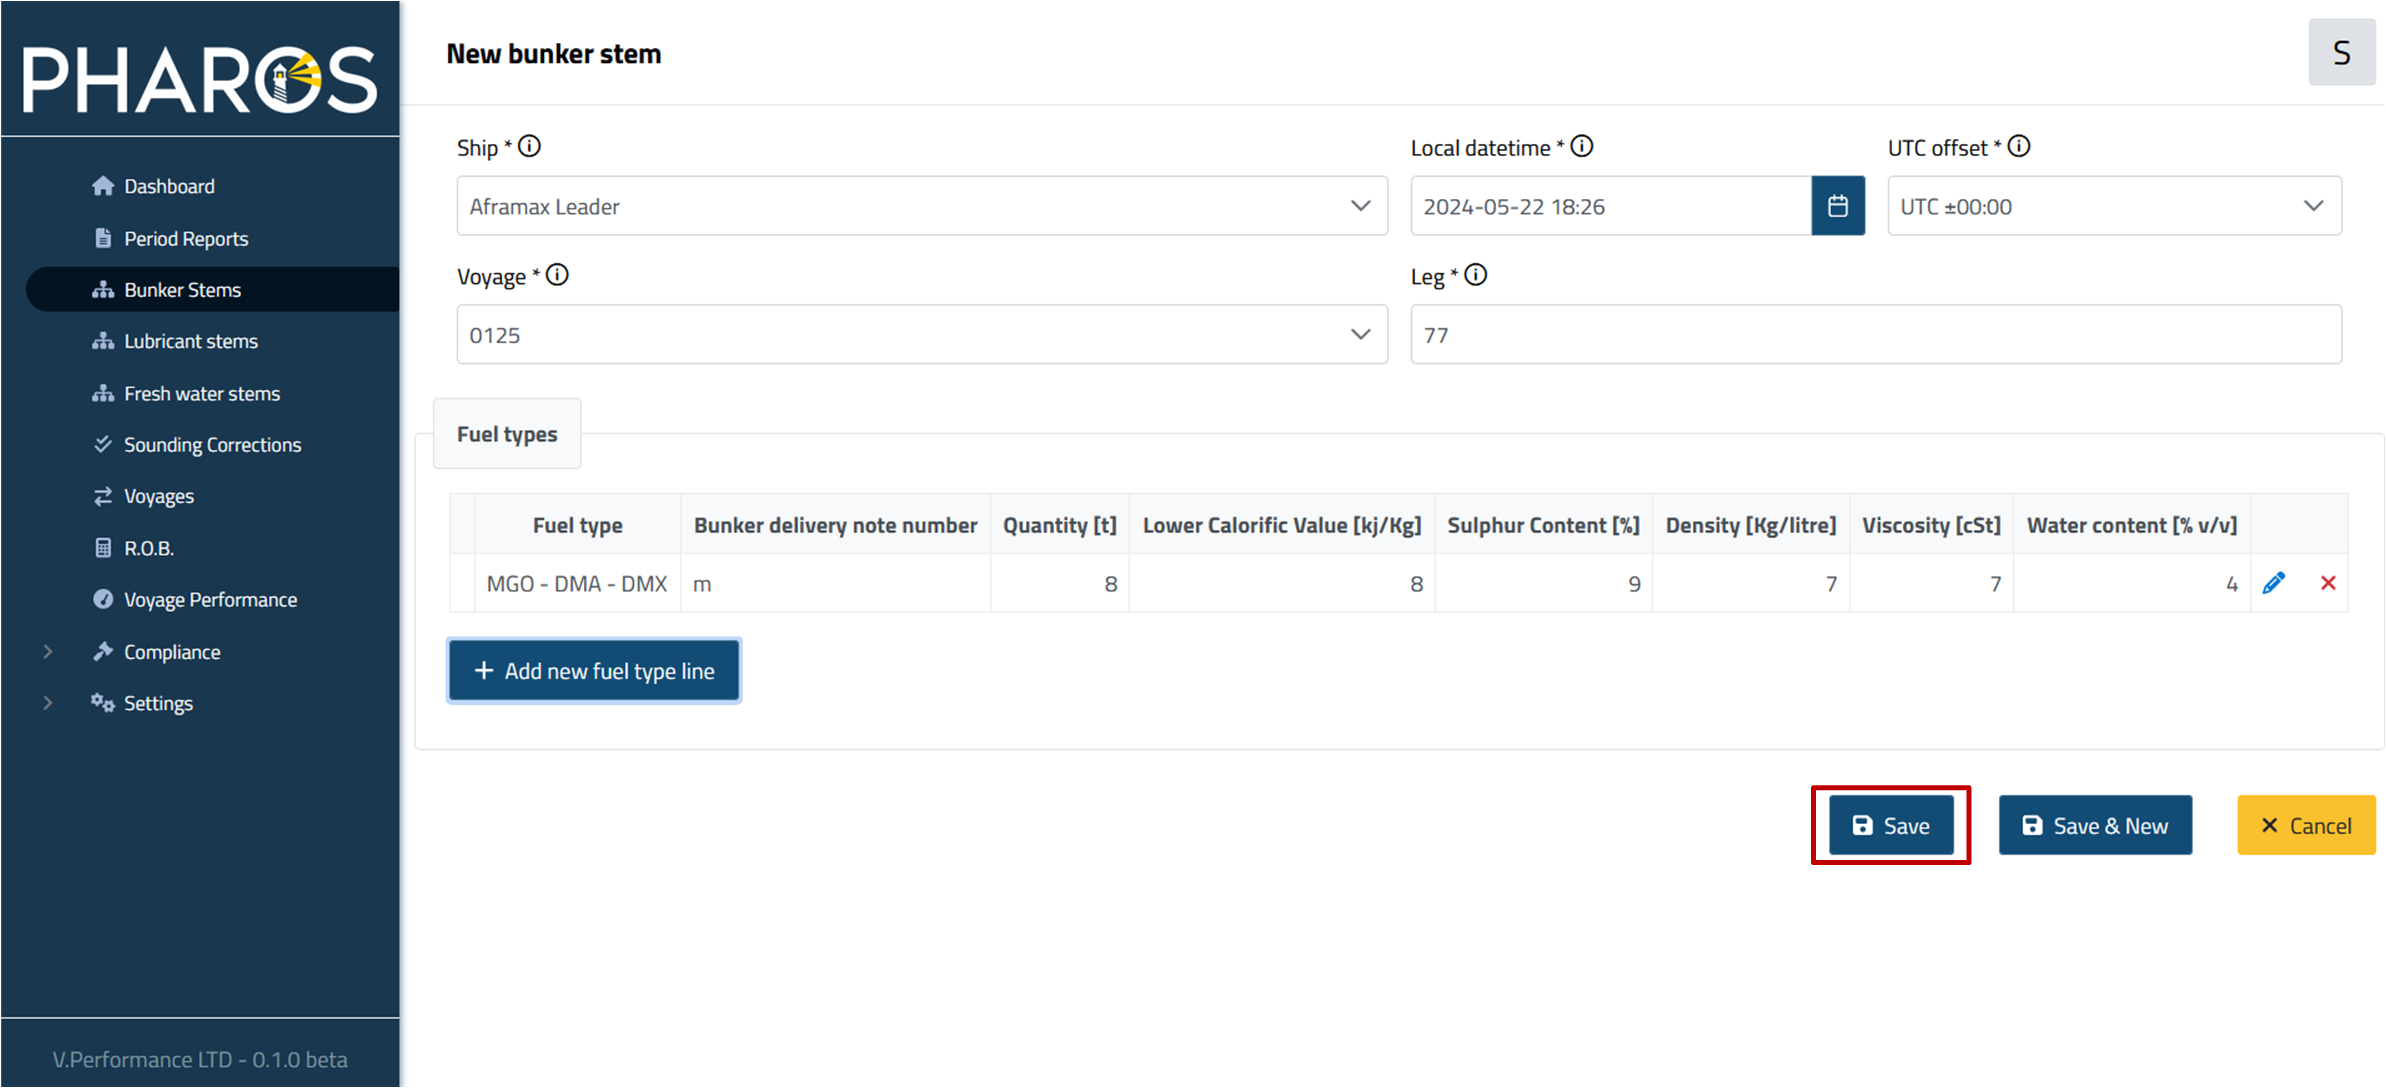 PHAROS
Dashboard
Period Reports
Bunker Stems
Lubricant stems
Fresh water stems
Sounding Corrections
Voyages
R.O.B.
Voyage Performance
Compliance
Settings
V.Performance LTD - 0.1.0 beta
New bunker stem
S
Ship * Local datetime * UTC offset *
Aframax Leader 2024-05-22 18:26 UTC ±00:00
Voyage * Leg *
0125 77
Fuel types
Fuel type Bunker delivery note number Quantity [t] Lower Calorific Value [kj/Kg] Sulphur Content [%] Density [Kg/litre] Viscosity [cSt] Water content [% v/v]
MGO - DMA - DMX m 8 8 9 7 7 4
+ Add new fuel type line
Save Save & New Cancel